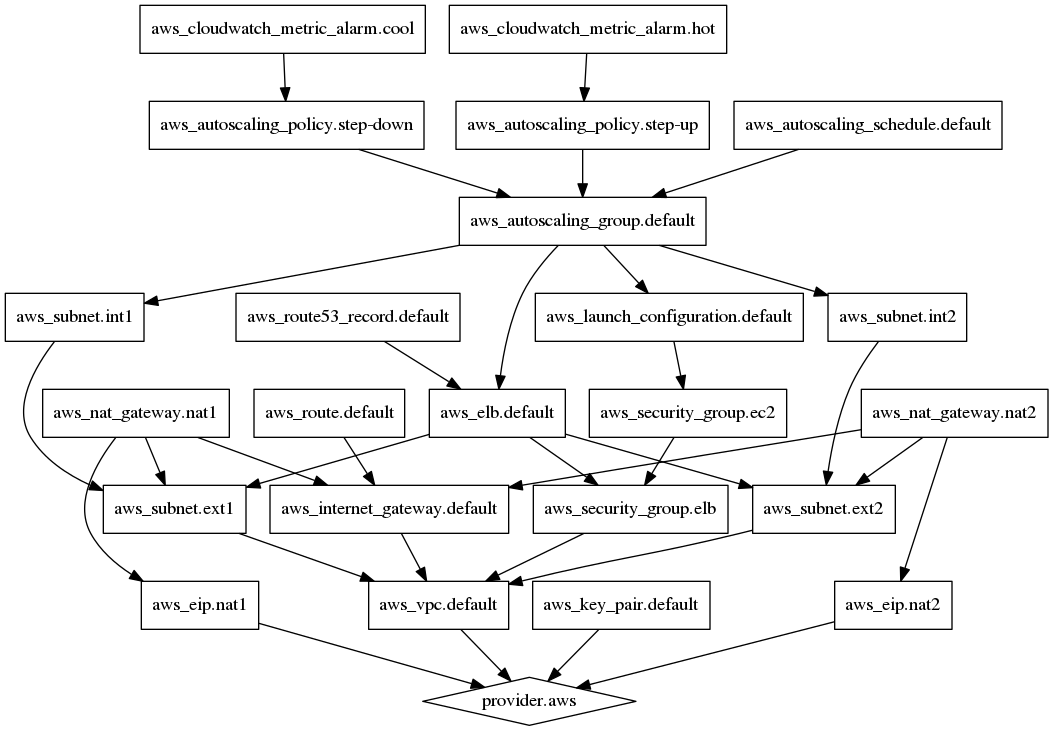 aws_cloudwatch_metric_alarm.cool
aws_cloudwatch_metric_alarm.hot
aws_autoscaling_policy.step-down
aws_autoscaling_policy.step-up
aws_autoscaling_schedule.default
aws_autoscaling_group.default
aws_subnet.int1
aws_route53_record.default
aws_launch_configuration.default
aws_subnet.int2
aws_nat_gateway.nat1
aws_route.default
aws_elb.default
aws_security_group.ec2
aws_nat_gateway.nat2
aws_subnet.ext1
aws_internet_gateway.default
aws_security_group.elb
aws_subnet.ext2
aws_eip.nat1
aws_vpc.default
aws_key_pair.default
aws_eip.nat2
provider.aws